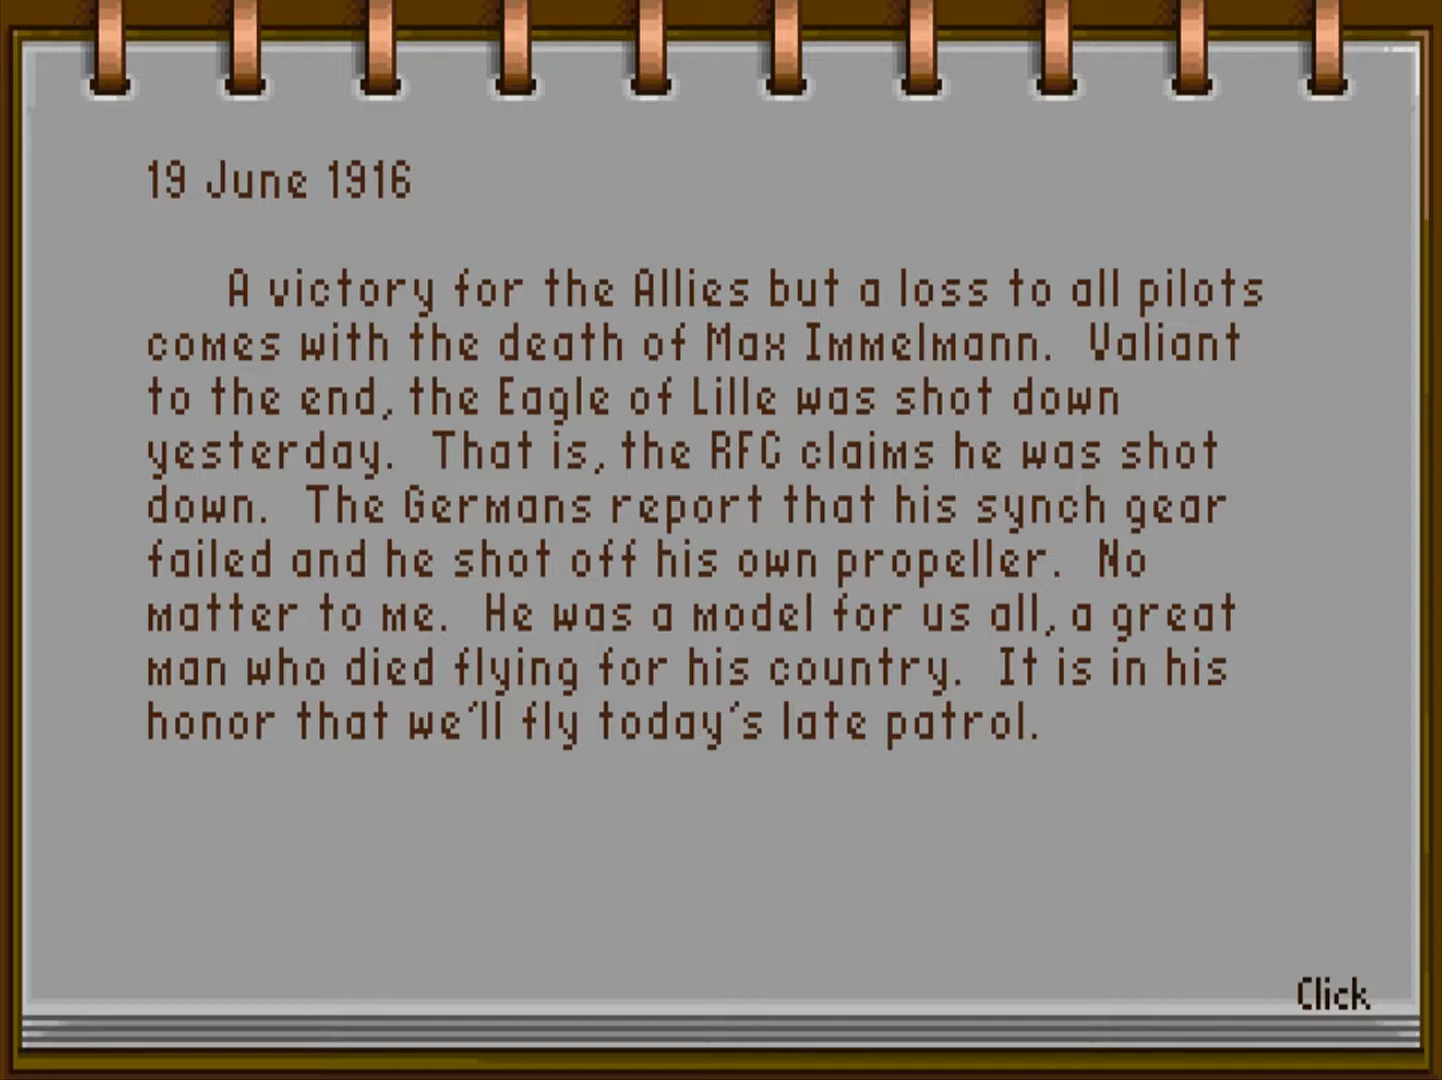 19 June 1916
A victory for the Allies but a loss to all pilots
comes with the death of Max Immelmann. Valiant
to the end, the Eagle of Lille was shot down
yesterday. That is, the RFC claims he was shot
down. The Germans report that his synch gear
failed and he shot off his own propeller. No
matter to me. He was a model for us all, a great
man who died flying for his country. It is in his
honor that we'll fly today's late patrol.
Click